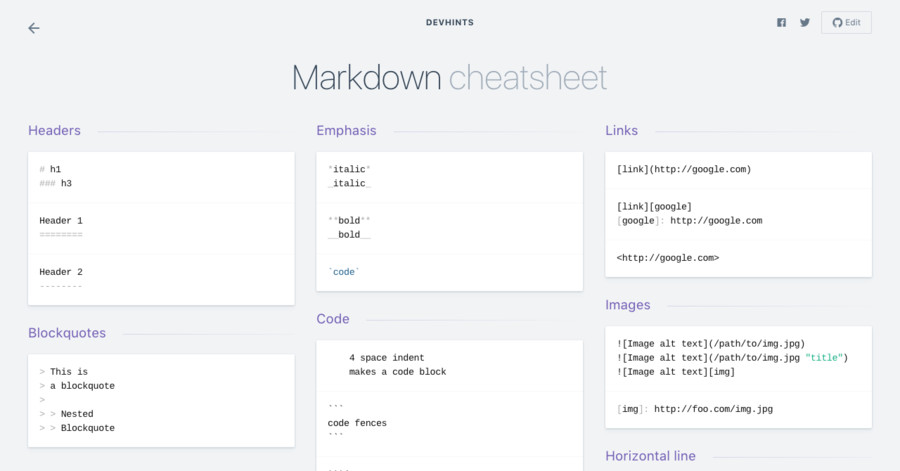 DEVHINTS
Edit
Markdown cheatsheet
Headers
# h1
### h3
Header 1
========
Header 2
--------
Blockquotes
> This is
> a blockquote
>
> > Nested
> > Blockquote
Emphasis
*italic*
_italic_
**bold**
__bold__
`code`
Code
    4 space indent
    makes a code block
```
code fences
```
Links
[link](http://google.com)
[link][google]
[google]: http://google.com
<http://google.com>
Images
![Image alt text](/path/to/img.jpg)
![Image alt text](/path/to/img.jpg "title")
![Image alt text][img]
[img]: http://foo.com/img.jpg
Horizontal line